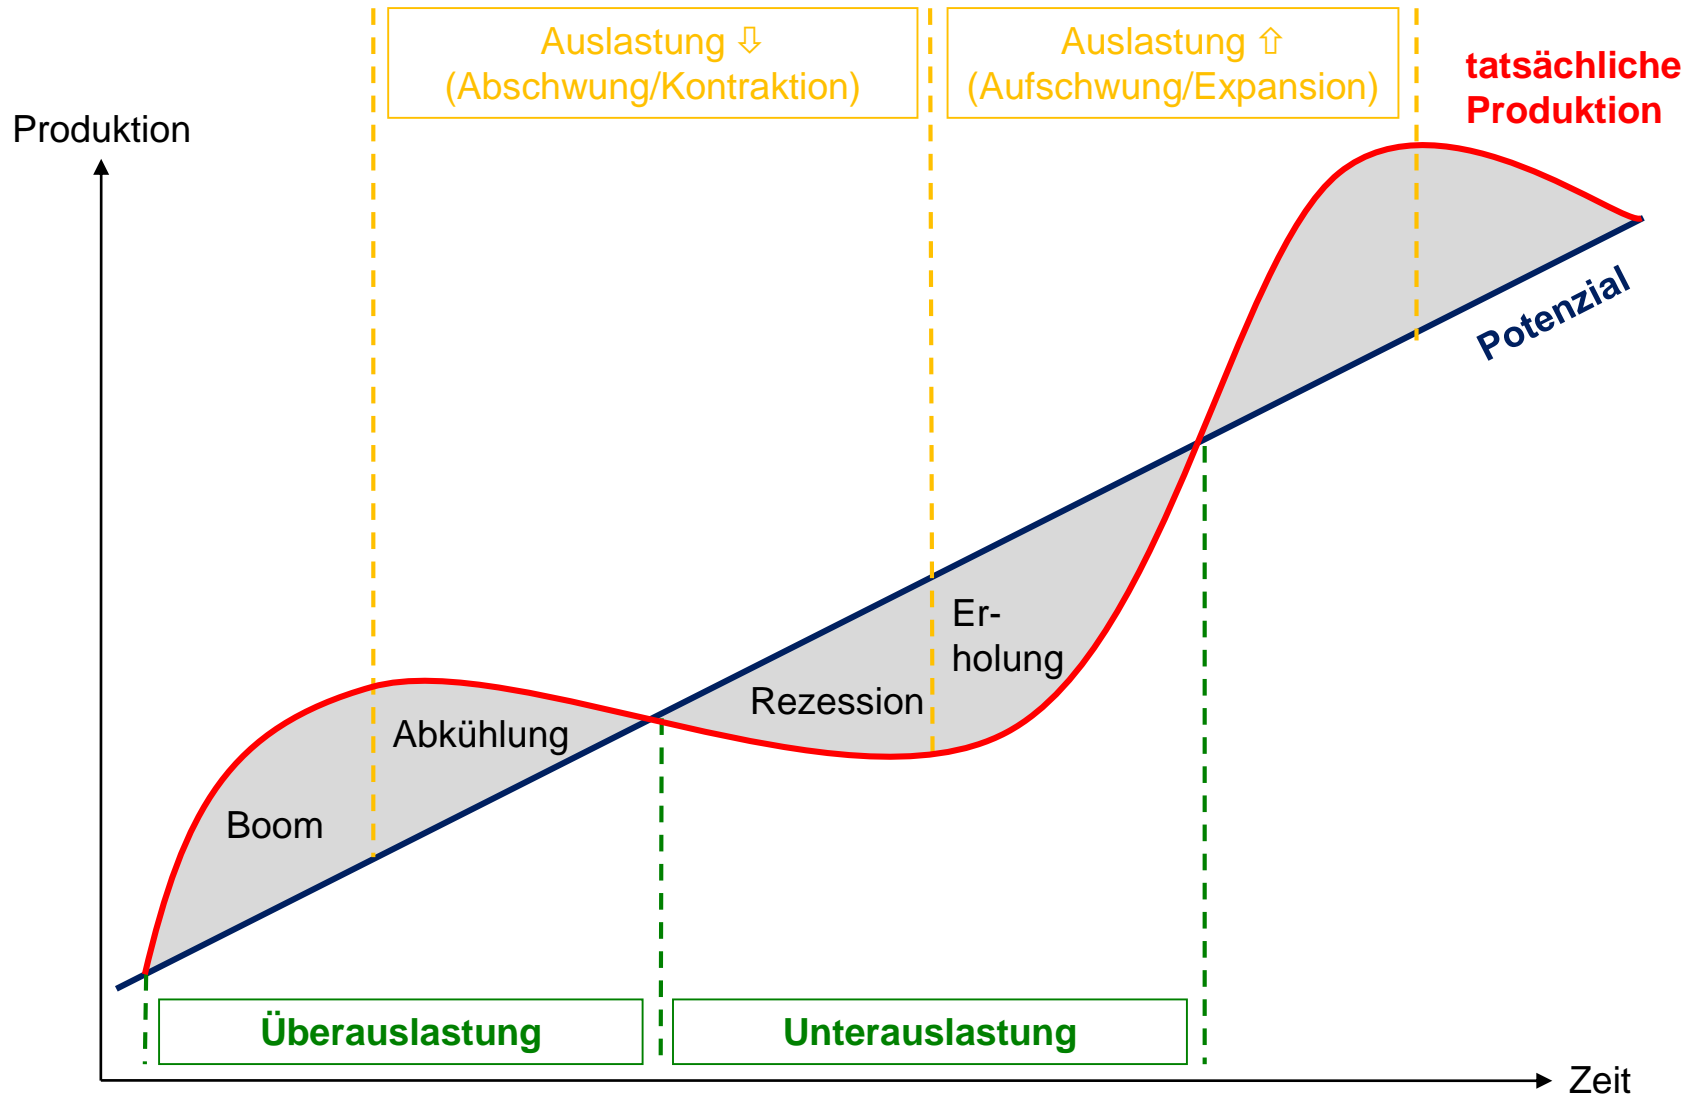 Auslastung ⇩
(Abschwung/Kontraktion)
Auslastung ⇧
(Aufschwung/Expansion)
tatsächliche
Produktion
Produktion
Potenzial
Er-
holung
Rezession
Abkühlung
Boom
Überauslastung
Unterauslastung
Zeit